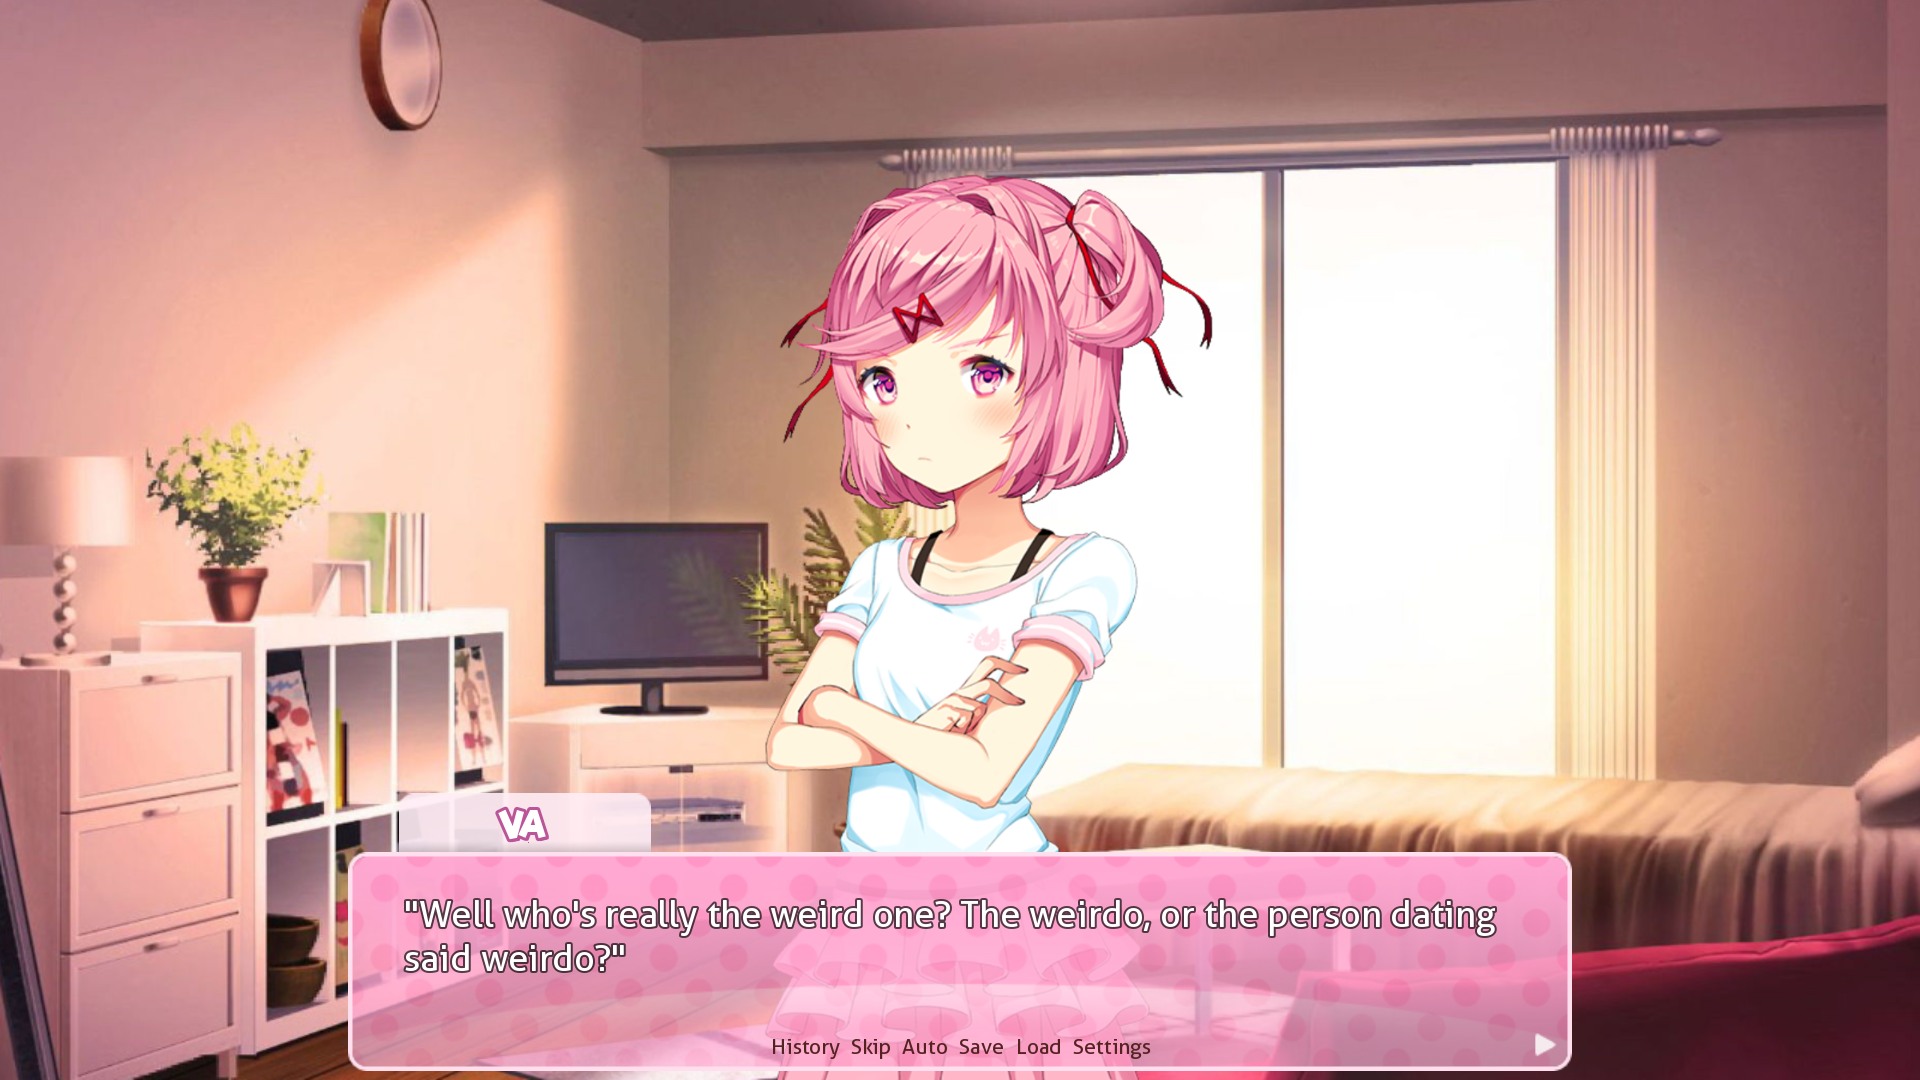 VA
"Well who's really the weird one? The weirdo, or the person dating
said weirdo?"
History Skip Auto Save Load Settings